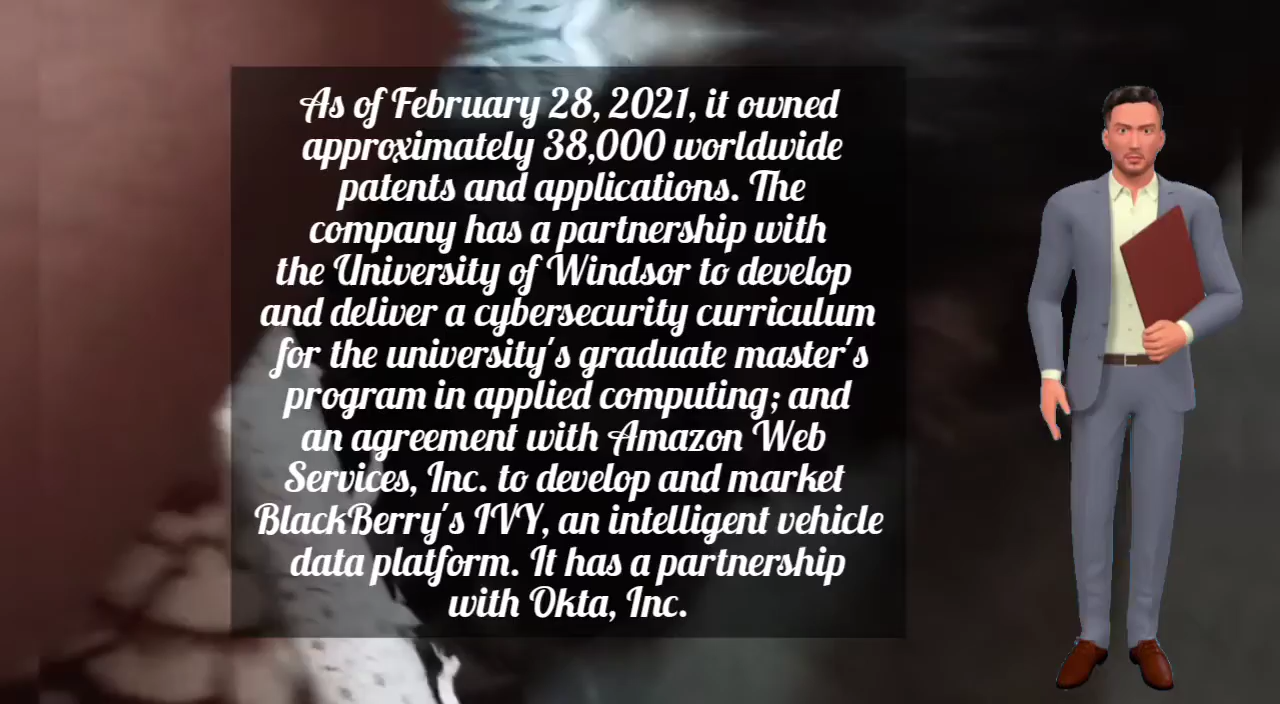 As of February 28, 2021, it owned
approximately 38,000 worldwide
patents and applications. The
company has a partnership with
the University of Windsor to develop
and deliver a cybersecurity curriculum
for the university's graduate master's
program in applied computing; and
an agreement with Amazon Web
Services, Inc. to develop and market
BlackBerry's IVY, an intelligent vehicle
data platform. It has a partnership
with Okta, Inc.